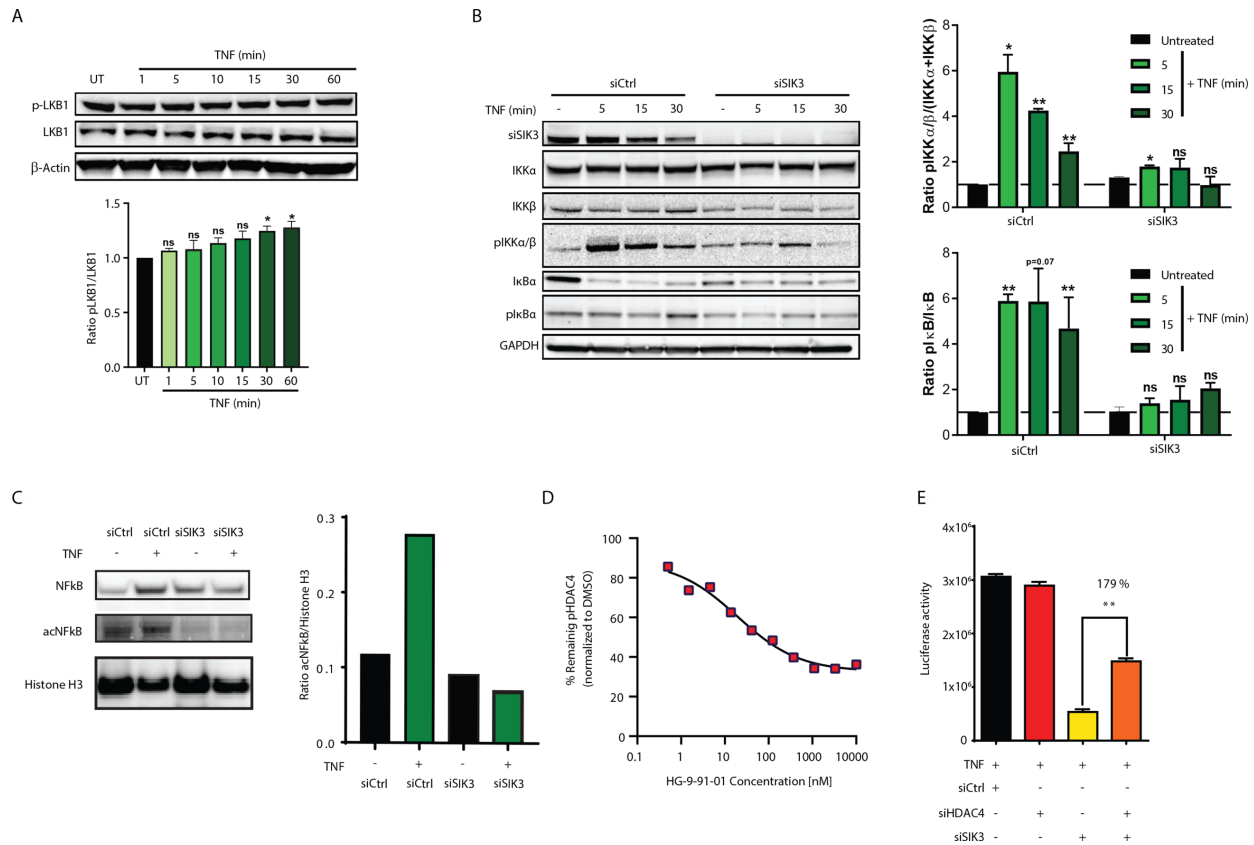 A
TNF (min)
UT 1 5 10 15 30 60
p-LKB1
LKB1
β-Actin
Ratio pLKB1/LKB1
1.5
1.0
0.5
0.0
ns ns ns ns * *
UT 1 5 10 15 30 60
TNF (min)
B
siCtrl siSIK3
TNF (min) - 5 15 30 - 5 15 30
siSIK3
IKKα
IKKβ
pIKKα/β
IκBα
pIκBα
GAPDH
Ratio pIKKα/β/(IKKα+IKKβ)
8
6
4
2
0
* ** ** * ns ns
siCtrl siSIK3
Untreated
5
15
30
+ TNF (min)
Ratio pIκB/IκB
8
6
4
2
0
** p=0.07 ** ns ns ns
siCtrl siSIK3
Untreated
5
15
30
+ TNF (min)
C
siCtrl siCtrl siSIK3 siSIK3
TNF - + - +
NFkB
acNFkB
Histone H3
Ratio acNFkB/Histone H3
0.3
0.2
0.1
0.0
TNF - + - +
siCtrl siCtrl siSIK3 siSIK3
D
% Remainig pHDAC4
(normalized to DMSO)
100
80
60
40
20
0
0.1 1 10 100 1000 10000
HG-9-91-01 Concentration [nM]
E
Luciferase activity
4x10⁶
3x10⁶
2x10⁶
1x10⁶
0
179 %
**
TNF + + + +
siCtrl + - - -
siHDAC4 - + - +
siSIK3 - - + +